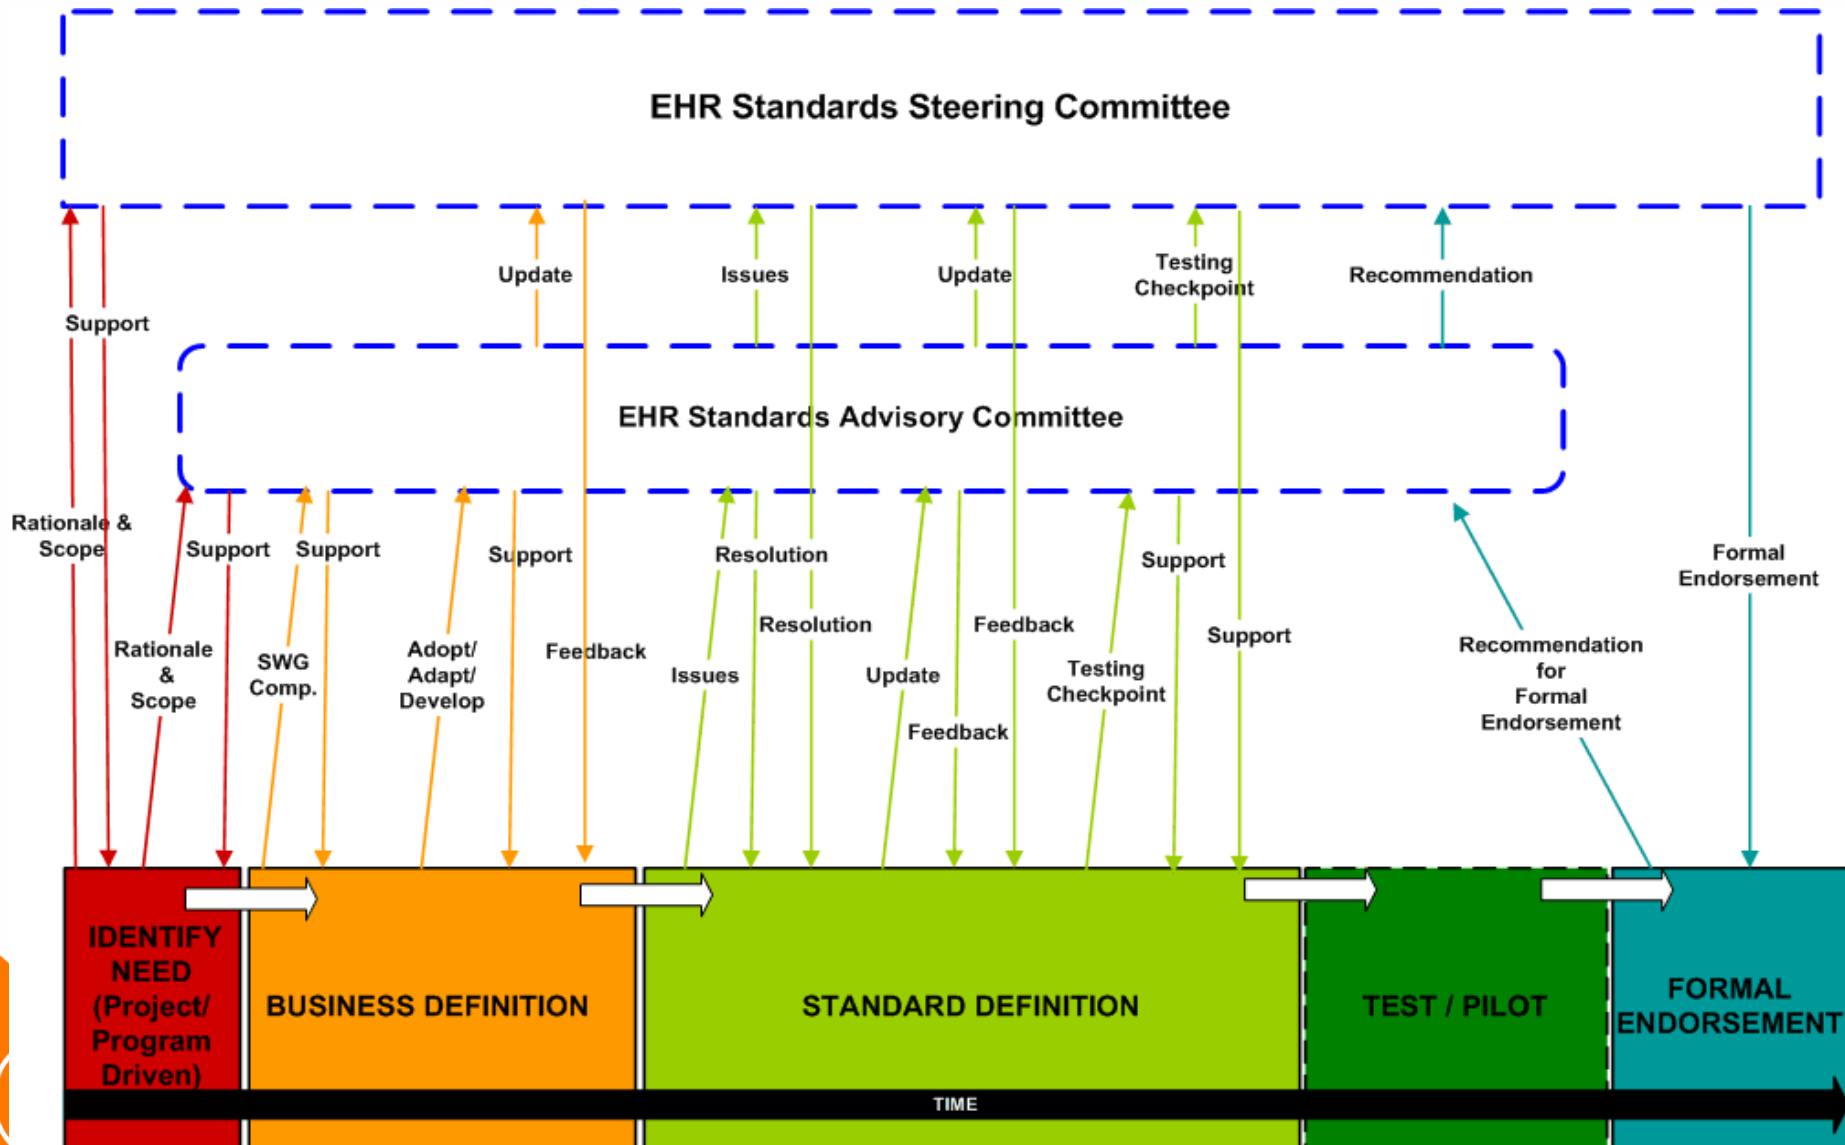 EHR Standards Steering Committee
Update
Issues
Update
Testing
Checkpoint
Recommendation
Support
EHR Standards Advisory Committee
Rationale &
Scope
Support
Support
Support
Resolution
Support
Formal
Endorsement
Rationale
&
Scope
SWG
Comp.
Adopt/
Adapt/
Develop
Feedback
Issues
Resolution
Update
Feedback
Feedback
Testing
Checkpoint
Support
Recommendation
for
Formal
Endorsement
IDENTIFY
NEED
(Project/
Program
Driven)
BUSINESS DEFINITION
STANDARD DEFINITION
TEST / PILOT
FORMAL
ENDORSEMENT
TIME